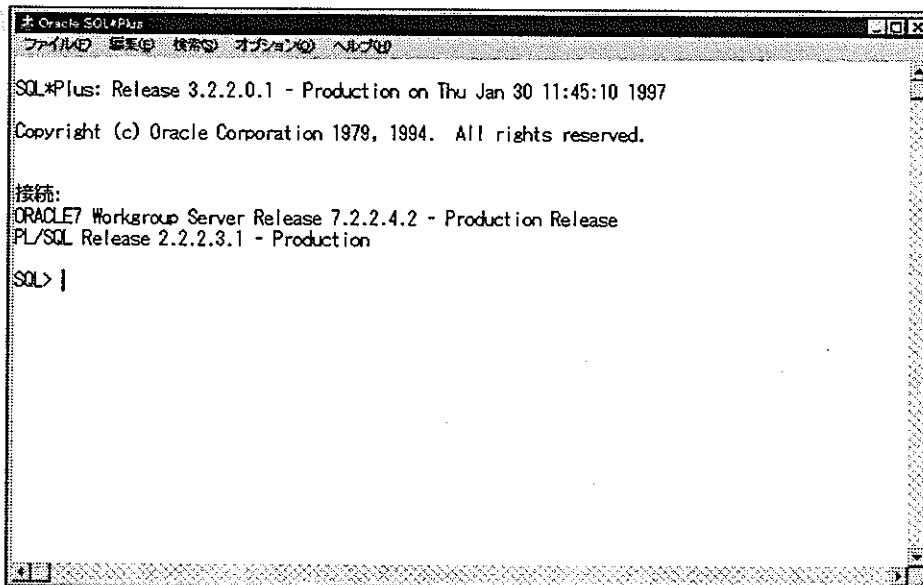 Oracle SQL*Plus
ファイル(F) 編集(E) 検索(S) オプション(O) ヘルプ(H)
SQL*Plus: Release 3.2.2.0.1 - Production on Thu Jan 30 11:45:10 1997
Copyright (c) Oracle Corporation 1979, 1994.  All rights reserved.
接続:
ORACLE7 Workgroup Server Release 7.2.2.4.2 - Production Release
PL/SQL Release 2.2.2.3.1 - Production
SQL>